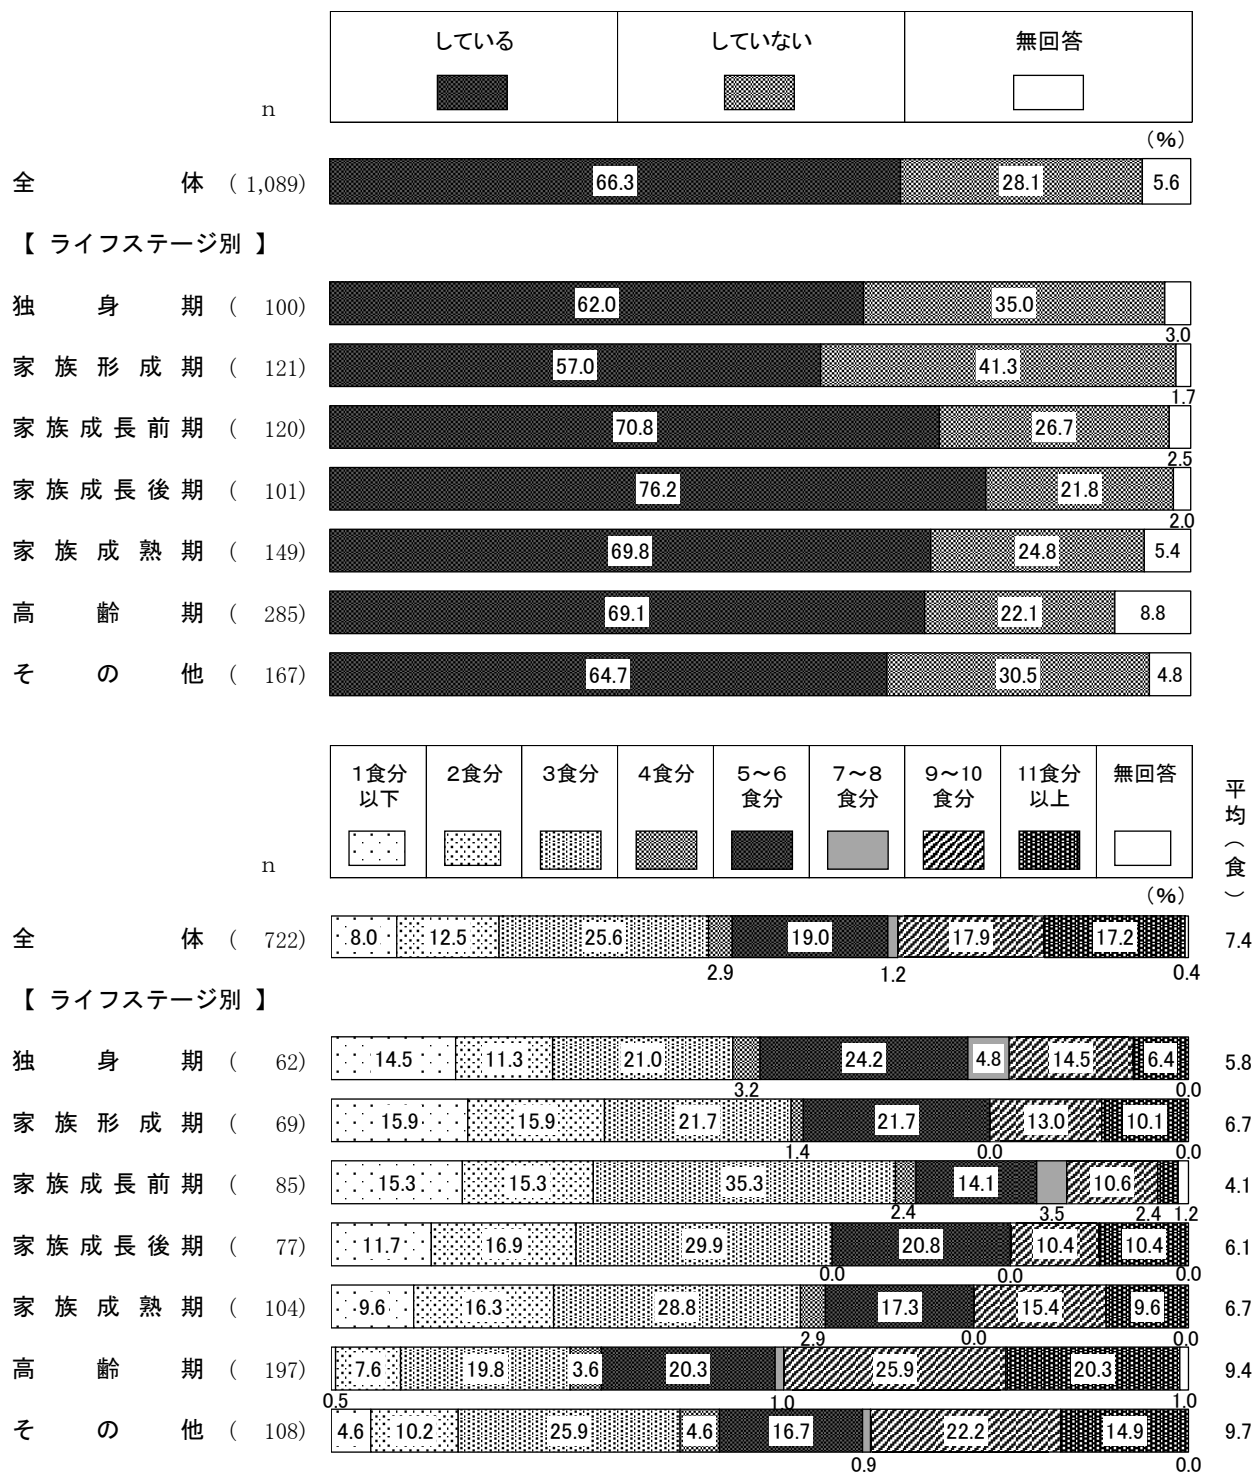 している　していない　無回答
n
(%)
全体 ( 1,089) 66.3 28.1 5.6
【 ライフステージ別 】
独身期 ( 100) 62.0 35.0 3.0
家族形成期 ( 121) 57.0 41.3 1.7
家族成長前期 ( 120) 70.8 26.7 2.5
家族成長後期 ( 101) 76.2 21.8 2.0
家族成熟期 ( 149) 69.8 24.8 5.4
高齢期 ( 285) 69.1 22.1 8.8
その他 ( 167) 64.7 30.5 4.8
1食分以下　2食分　3食分　4食分　5～6食分　7～8食分　9～10食分　11食分以上　無回答
平均(食)
n
(%)
全体 ( 722) 8.0 12.5 25.6 2.9 19.0 1.2 17.9 17.2 0.4 7.4
【 ライフステージ別 】
独身期 ( 62) 14.5 11.3 21.0 3.2 24.2 4.8 14.5 6.4 0.0 5.8
家族形成期 ( 69) 15.9 15.9 21.7 1.4 21.7 0.0 13.0 10.1 0.0 6.7
家族成長前期 ( 85) 15.3 15.3 35.3 2.4 14.1 3.5 10.6 2.4 1.2 4.1
家族成長後期 ( 77) 11.7 16.9 29.9 0.0 20.8 0.0 10.4 10.4 0.0 6.1
家族成熟期 ( 104) 9.6 16.3 28.8 2.9 17.3 0.0 15.4 9.6 0.0 6.7
高齢期 ( 197) 0.5 7.6 19.8 3.6 20.3 1.0 25.9 20.3 1.0 9.4
その他 ( 108) 4.6 10.2 25.9 4.6 16.7 0.9 22.2 14.9 0.0 9.7